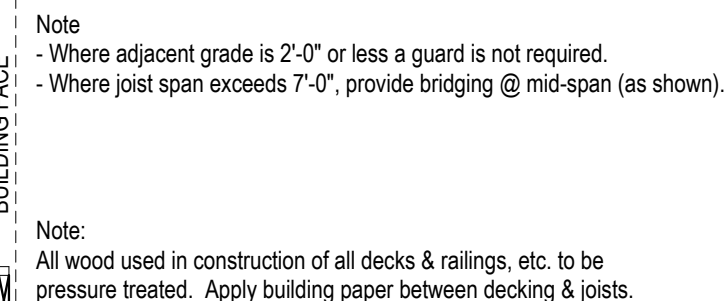 Note
- Where adjacent grade is 2'-0" or less a guard is not required.
- Where joist span exceeds 7'-0", provide bridging @ mid-span (as shown).
BUILDING FACE
Note:
All wood used in construction of all decks & railings, etc. to be
pressure treated.  Apply building paper between decking & joists.